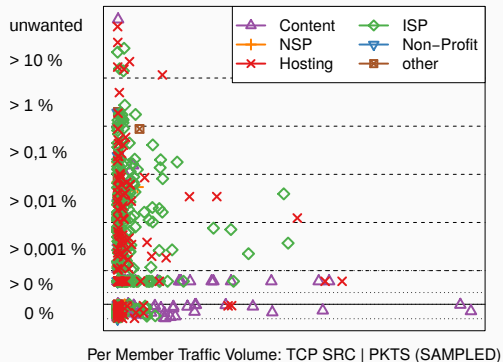 unwanted
> 10 %
> 1 %
> 0,1 %
> 0,01 %
> 0,001 %
> 0 %
0 %
Content
NSP
Hosting
ISP
Non−Profit
other
Per Member Traffic Volume: TCP SRC | PKTS (SAMPLED)